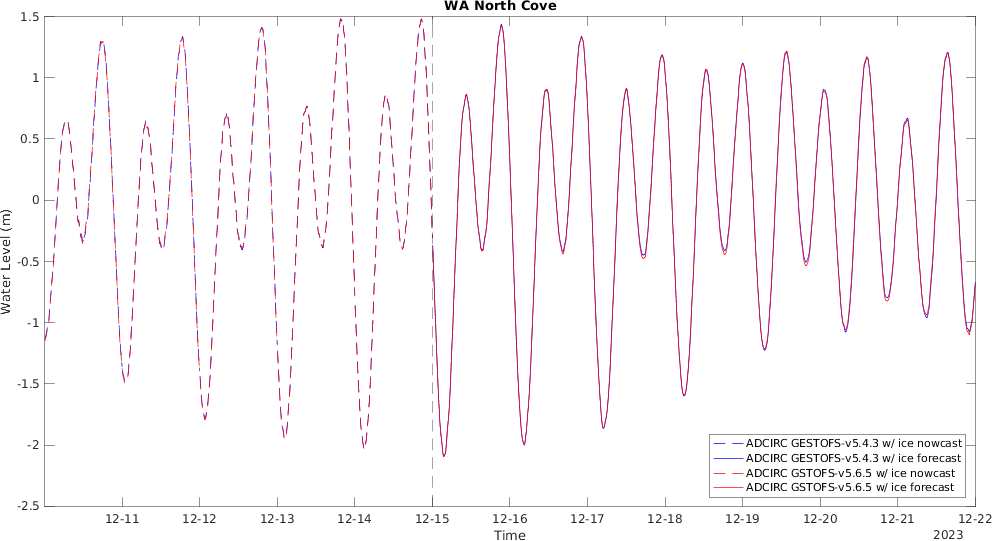 WA North Cove
1.5
1
0.5
0
-0.5
-1
-1.5
-2
-2.5
Water Level (m)
12-11 12-12 12-13 12-14 12-15 12-16 12-17 12-18 12-19 12-20 12-21 12-22
Time
2023
ADCIRC GESTOFS-v5.4.3 w/ ice nowcast
ADCIRC GESTOFS-v5.4.3 w/ ice forecast
ADCIRC GSTOFS-v5.6.5 w/ ice nowcast
ADCIRC GSTOFS-v5.6.5 w/ ice forecast